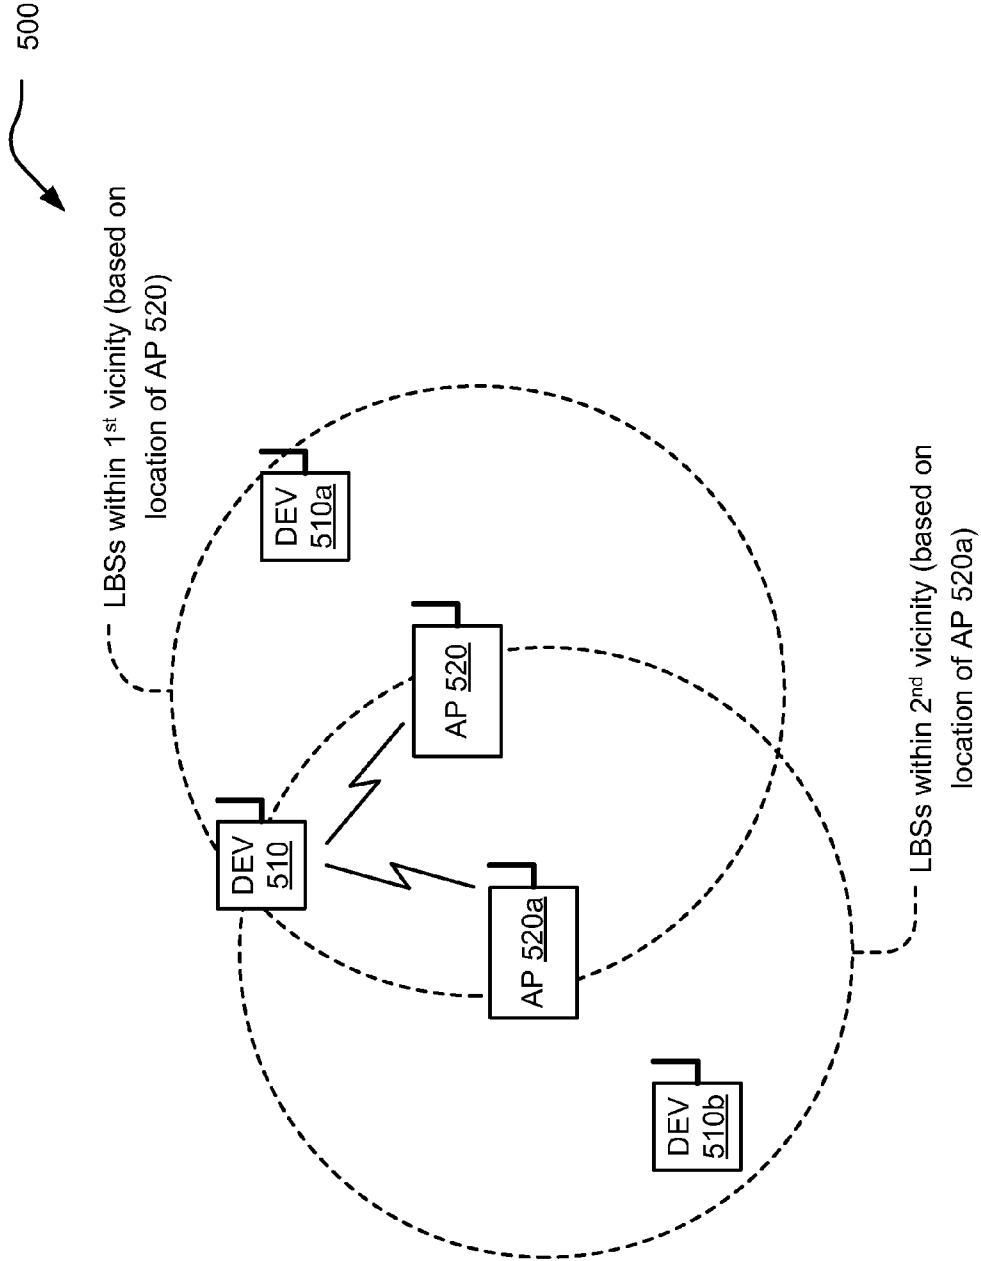 500
LBSs within 1st vicinity (based on
location of AP 520)
DEV
510a
AP 520
DEV
510
AP 520a
DEV
510b
LBSs within 2nd vicinity (based on
location of AP 520a)